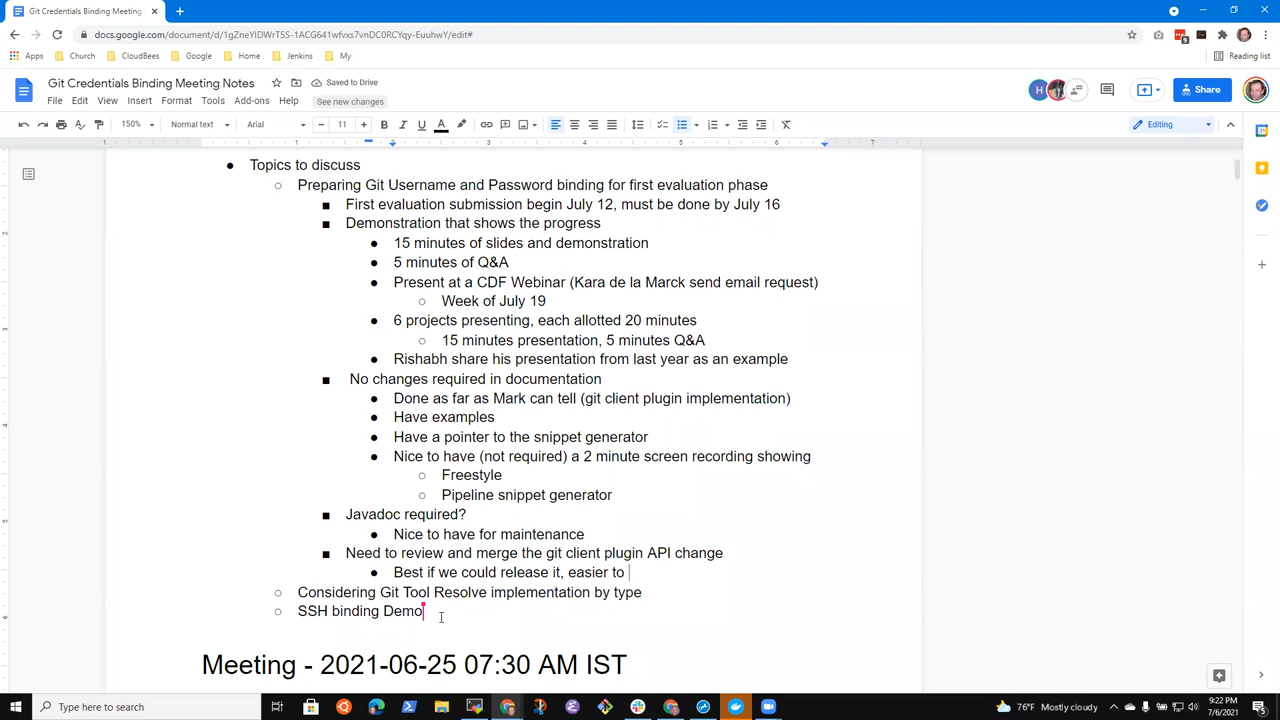 Git Credentials Binding Meeting
docs.google.com/document/d/1gZneYlDWrT5S-1ACG641wfvxs7vnDC0RCYqy-EuuhwY/edit#
Apps Church CloudBees Google Home Jenkins My Reading list
Git Credentials Binding Meeting Notes Saved to Drive
File Edit View Insert Format Tools Add-ons Help See new changes
H Share
150% Normal text Arial 11 Editing
1 2 3 4 5 6 7
Topics to discuss
Preparing Git Username and Password binding for first evaluation phase
First evaluation submission begin July 12, must be done by July 16
Demonstration that shows the progress
15 minutes of slides and demonstration
5 minutes of Q&A
Present at a CDF Webinar (Kara de la Marck send email request)
Week of July 19
6 projects presenting, each allotted 20 minutes
15 minutes presentation, 5 minutes Q&A
Rishabh share his presentation from last year as an example
No changes required in documentation
Done as far as Mark can tell (git client plugin implementation)
Have examples
Have a pointer to the snippet generator
Nice to have (not required) a 2 minute screen recording showing
Freestyle
Pipeline snippet generator
Javadoc required?
Nice to have for maintenance
Need to review and merge the git client plugin API change
Best if we could release it, easier to
Considering Git Tool Resolve implementation by type
SSH binding Demo
Meeting - 2021-06-25 07:30 AM IST
Type here to search
76°F Mostly cloudy
9:22 PM
7/6/2021